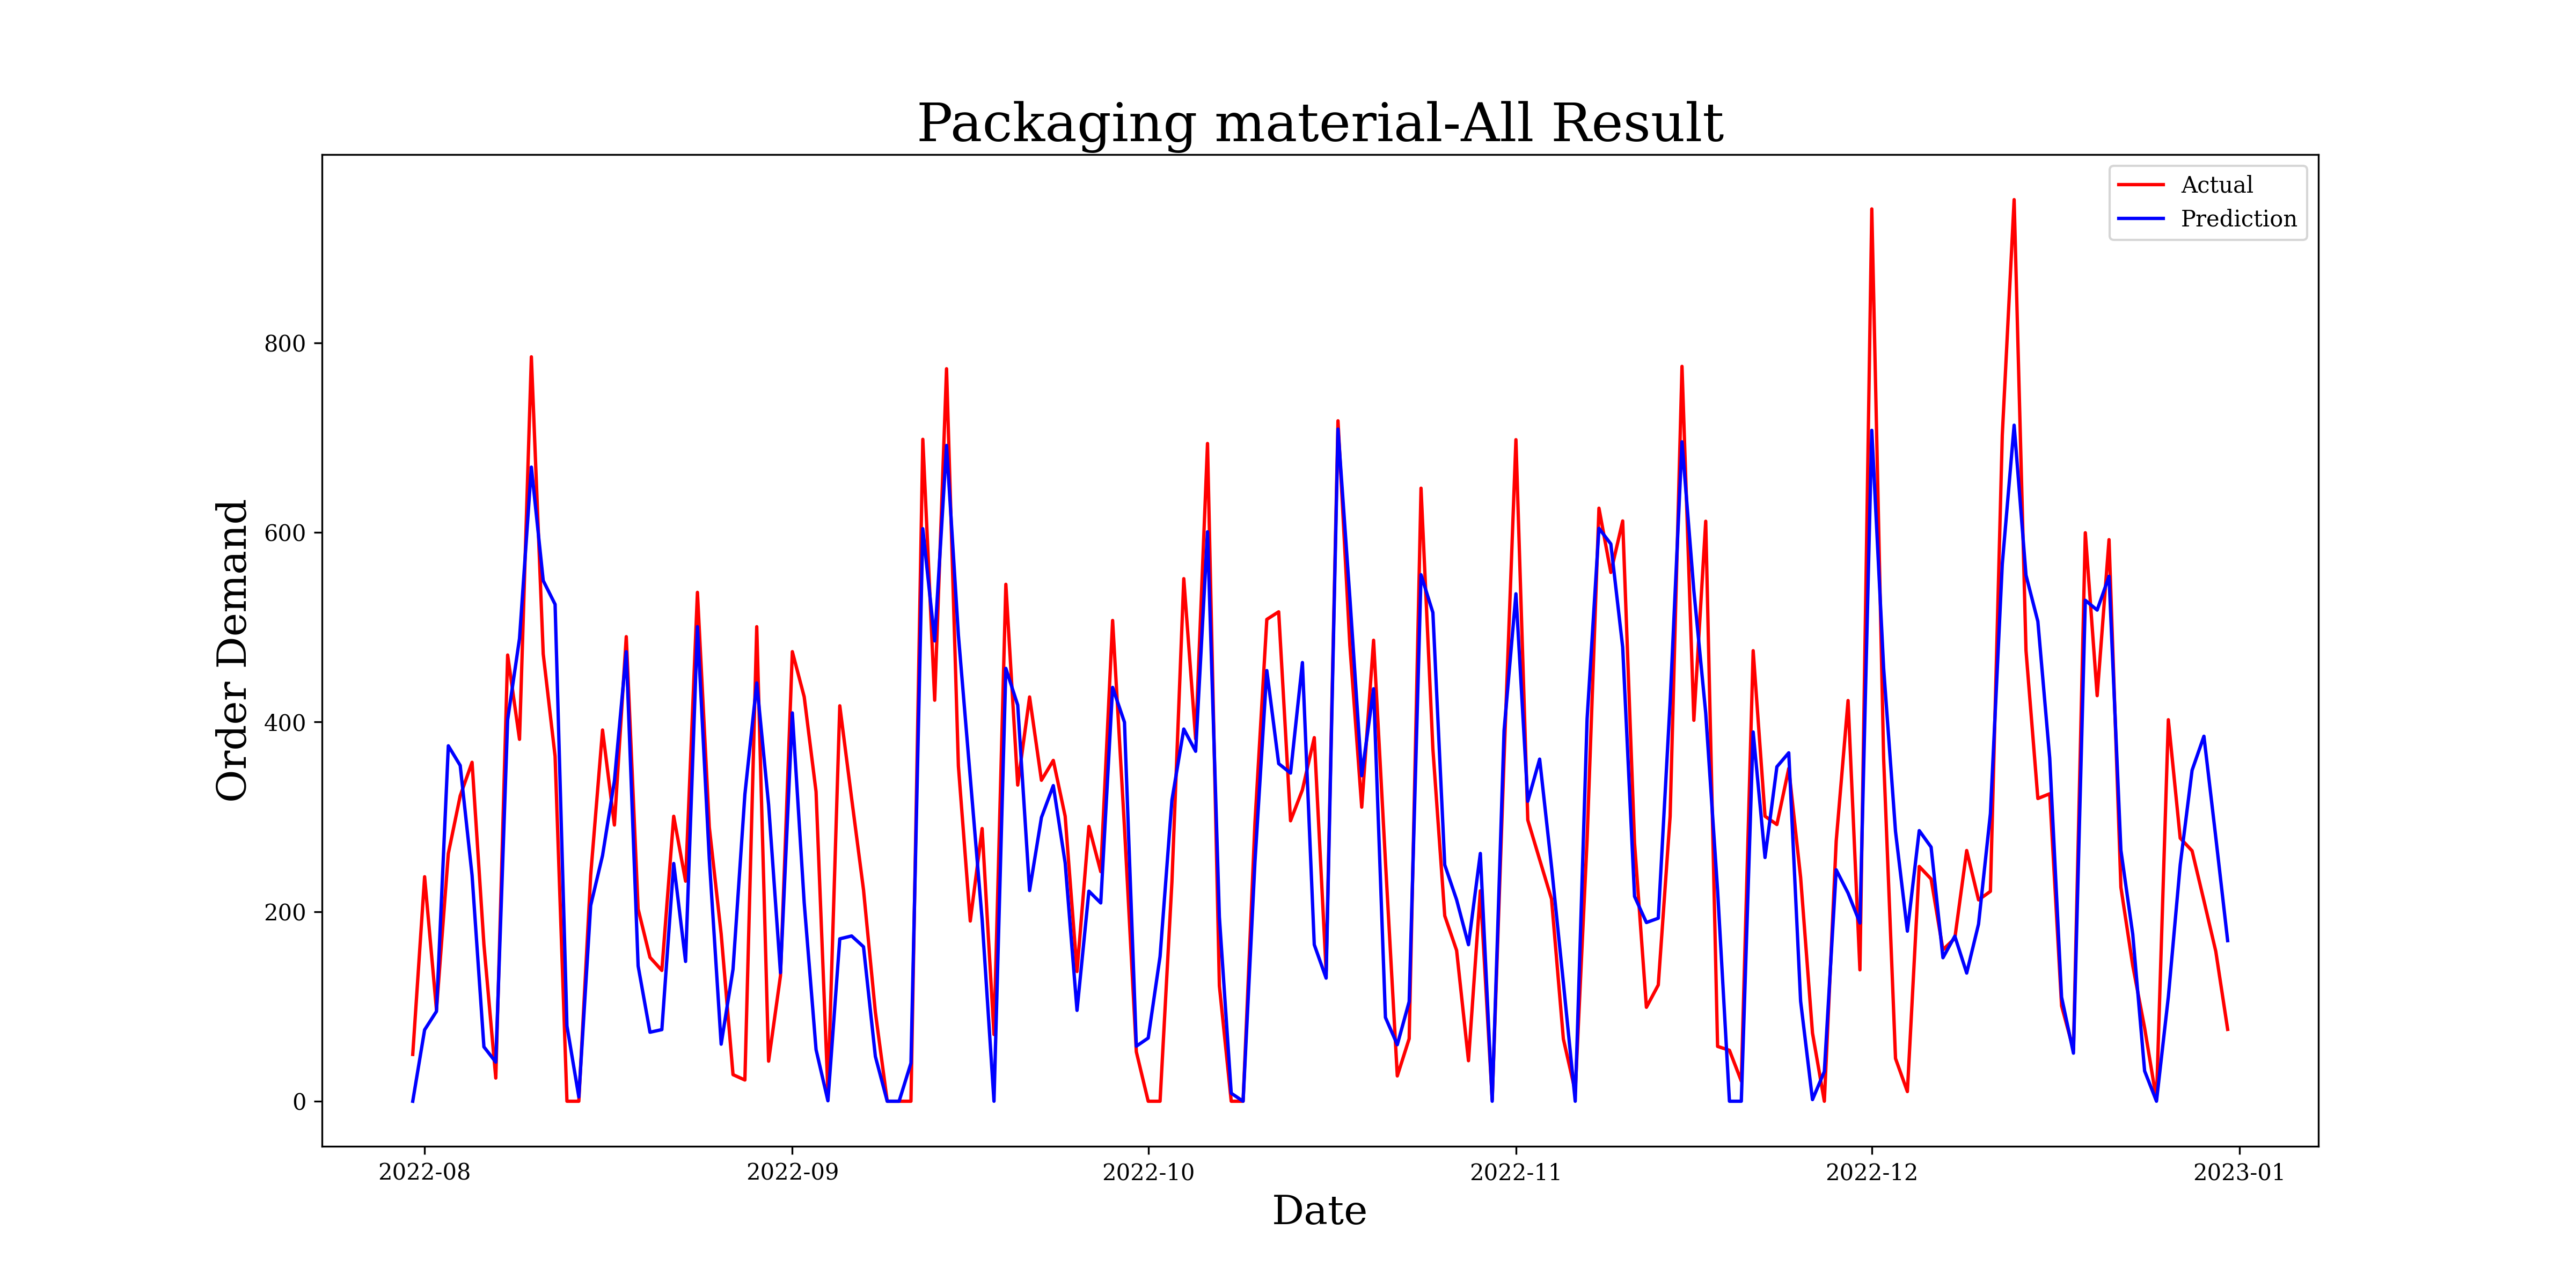 Packaging material-All Result
Actual
Prediction
Order Demand
800
600
400
200
0
2022-08
2022-09
2022-10
2022-11
2022-12
2023-01
Date